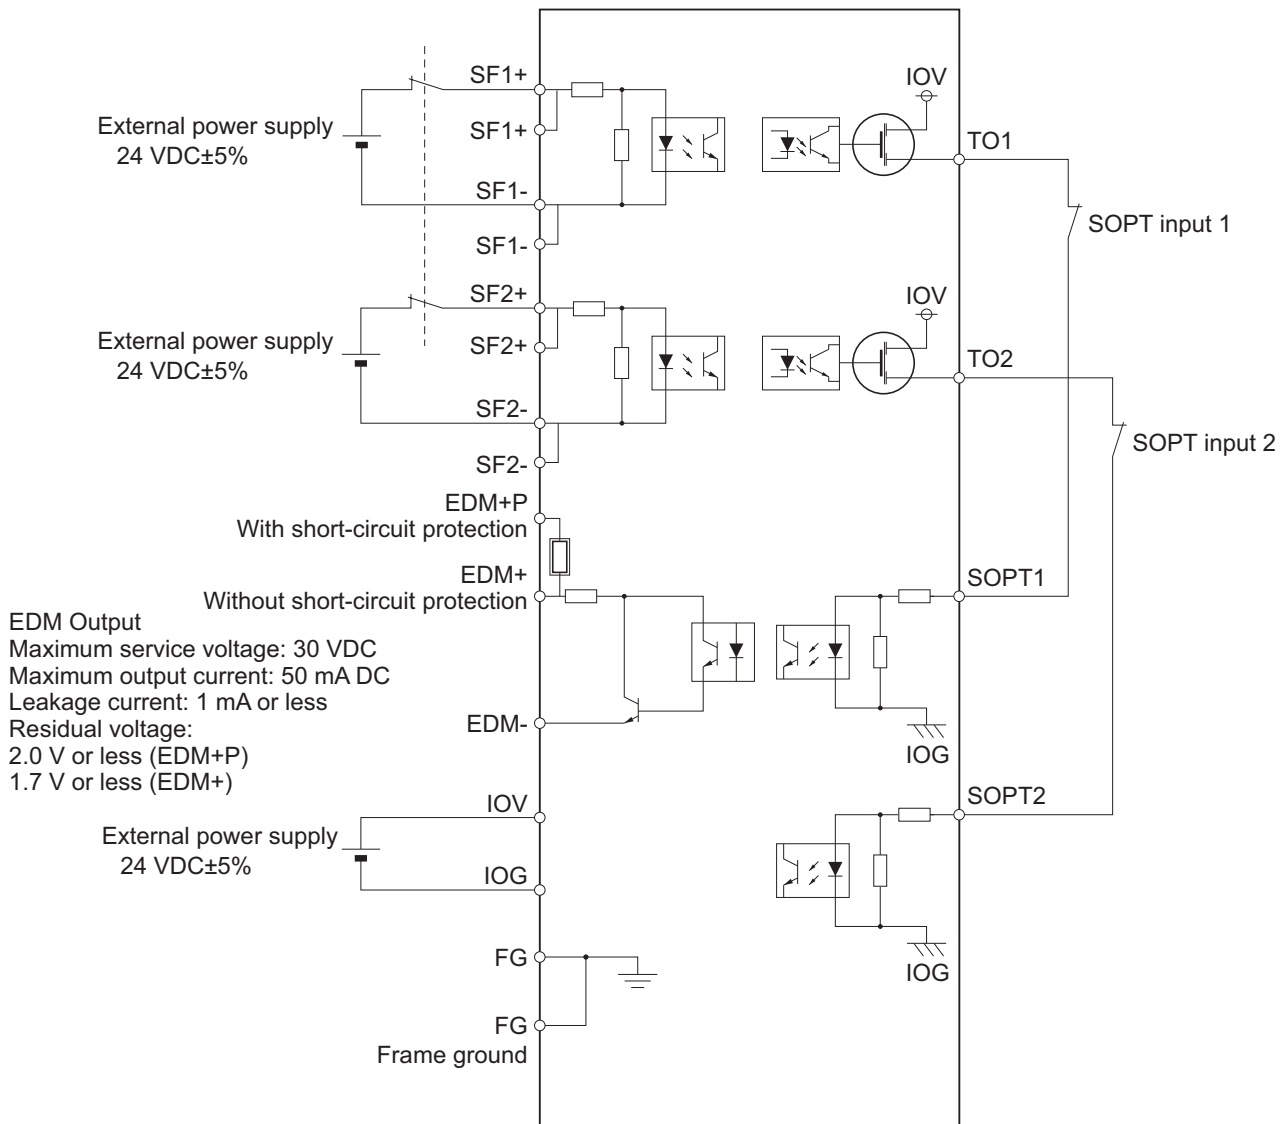 SF1+
External power supply
24 VDC±5%
SF1+
SF1-
SF1-
SF2+
External power supply
24 VDC±5%
SF2+
SF2-
SF2-
EDM+P
With short-circuit protection
EDM+
Without short-circuit protection
EDM Output
Maximum service voltage: 30 VDC
Maximum output current: 50 mA DC
Leakage current: 1 mA or less
Residual voltage:
2.0 V or less (EDM+P)
1.7 V or less (EDM+)
EDM-
IOV
External power supply
24 VDC±5%
IOG
FG
FG
Frame ground
IOV
TO1
SOPT input 1
IOV
TO2
SOPT input 2
SOPT1
IOG
SOPT2
IOG